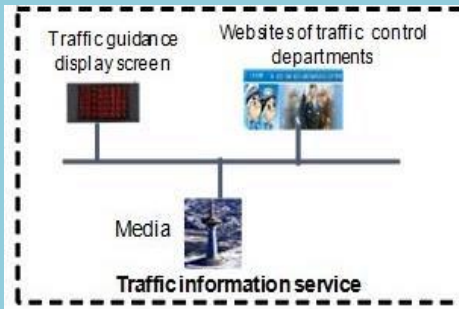 Traffic guidance
display screen
Websites of traffic control
departments
Media
Traffic information service